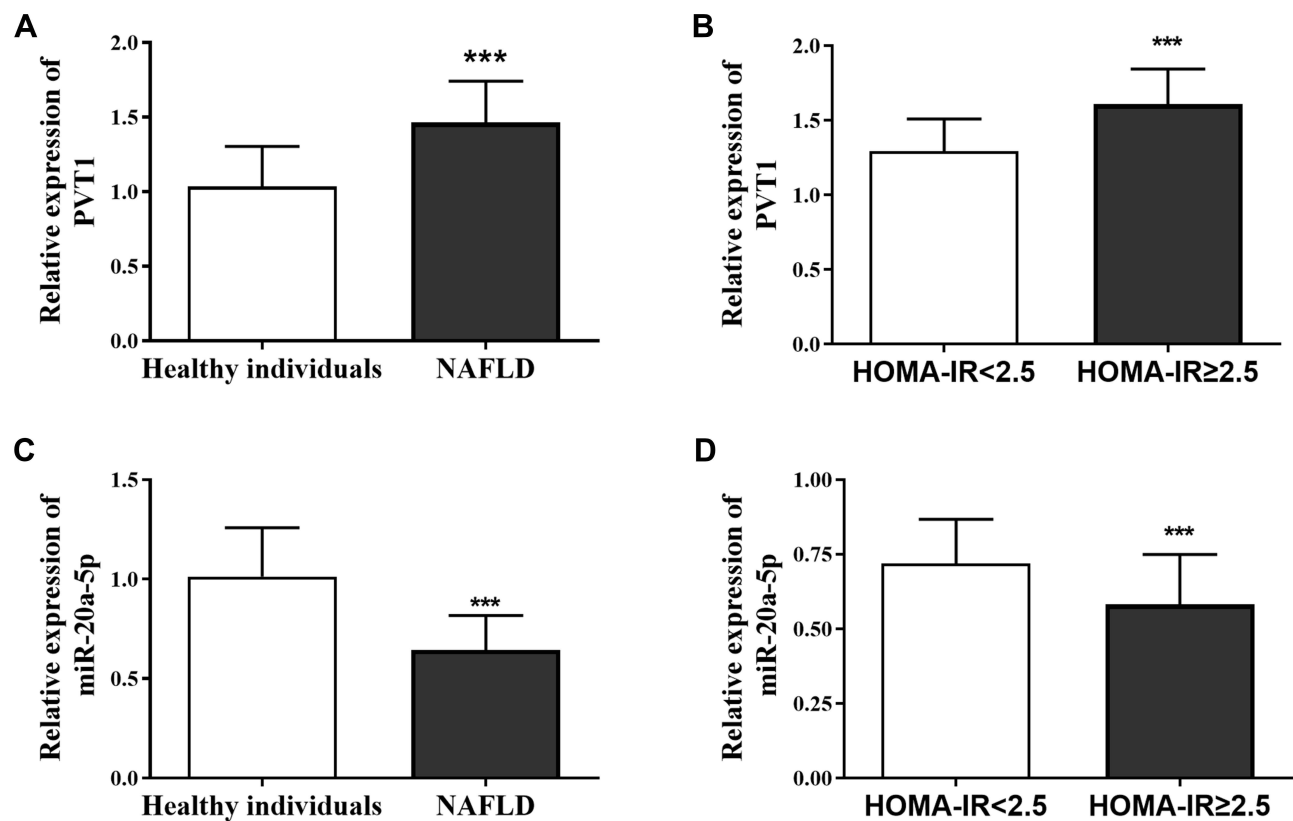 A
Relative expression of
PVT1
2.0
1.5
1.0
0.5
0.0
***
Healthy individuals
NAFLD
B
Relative expression of
PVT1
2.0
1.5
1.0
0.5
0.0
***
HOMA-IR<2.5
HOMA-IR≥2.5
C
Relative expression of
miR-20a-5p
1.5
1.0
0.5
0.0
***
Healthy individuals
NAFLD
D
Relative expression of
miR-20a-5p
1.00
0.75
0.50
0.25
0.00
***
HOMA-IR<2.5
HOMA-IR≥2.5